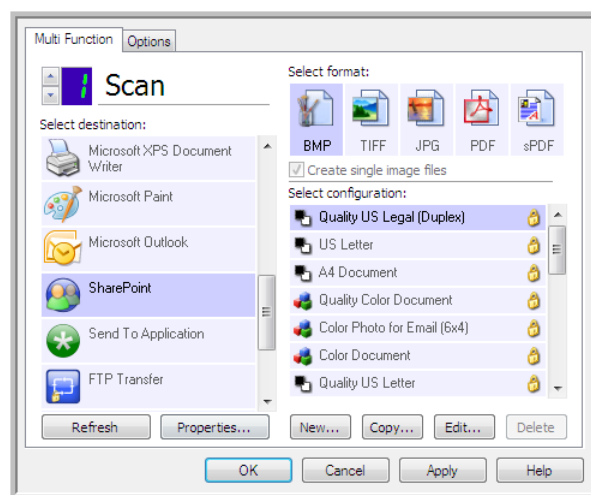 Multi Function
Options
1 Scan
Select destination:
Microsoft XPS Document
Writer
Microsoft Paint
Microsoft Outlook
SharePoint
Send To Application
FTP Transfer
Refresh
Properties...
Select format:
BMP TIFF JPG PDF sPDF
Create single image files
Select configuration:
Quality US Legal (Duplex)
US Letter
A4 Document
Quality Color Document
Color Photo for Email (6x4)
Color Document
Quality US Letter
New... Copy... Edit... Delete
OK Cancel Apply Help